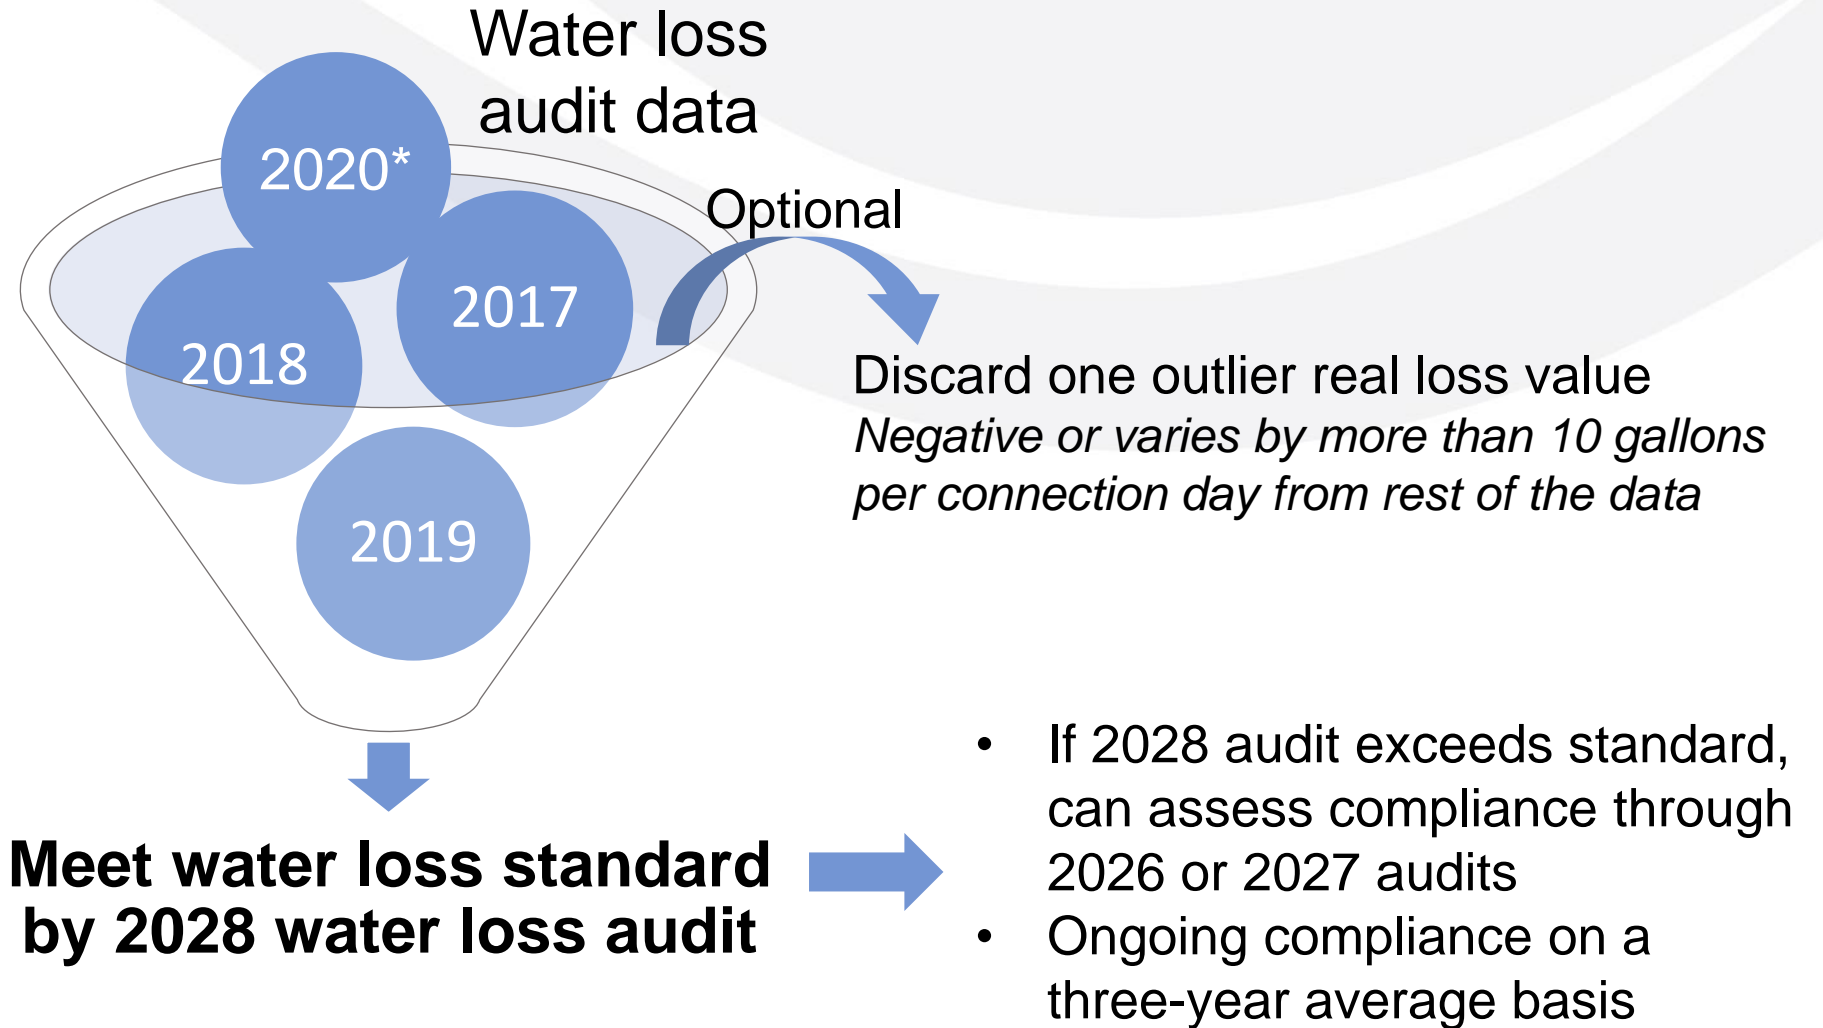 Water loss
audit data
2020*
Optional
2017
2018
2019
Discard one outlier real loss value
Negative or varies by more than 10 gallons
per connection day from rest of the data
Meet water loss standard
by 2028 water loss audit
• If 2028 audit exceeds standard,
can assess compliance through
2026 or 2027 audits
• Ongoing compliance on a
three-year average basis